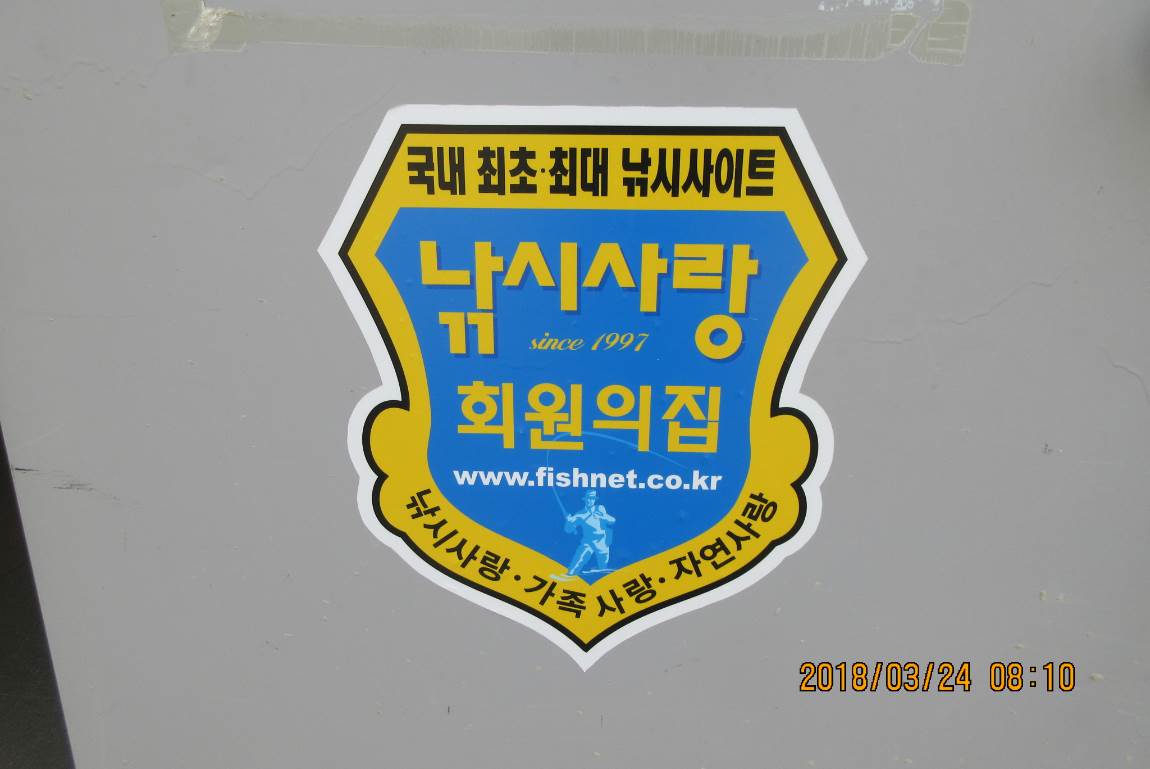 국내 최초·최대 낚시사이트
낚시사랑
since 1997
회원의집
www.fishnet.co.kr
낚시사랑·가족사랑·자연사랑
2018/03/24 08:10